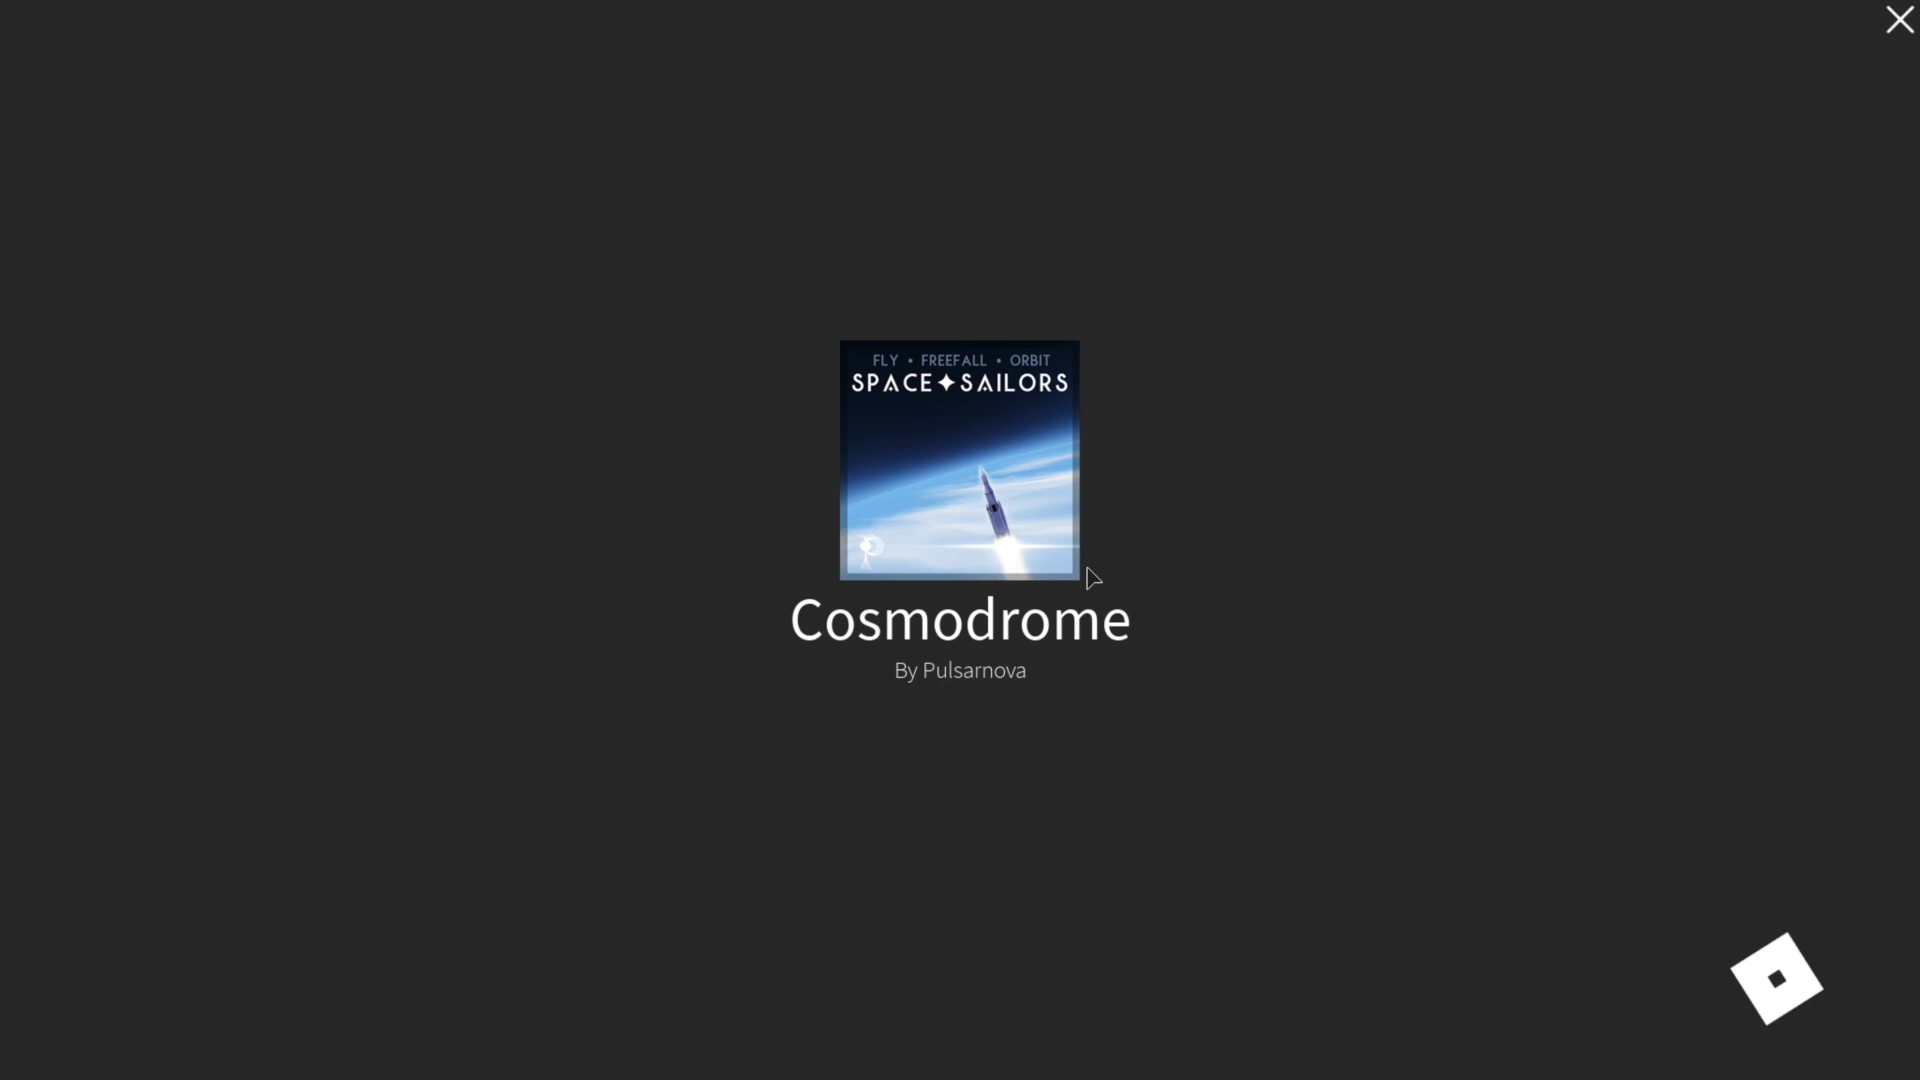 FLY • FREEFALL • ORBIT
SPACE✦SAILORS
Cosmodrome
By Pulsarnova